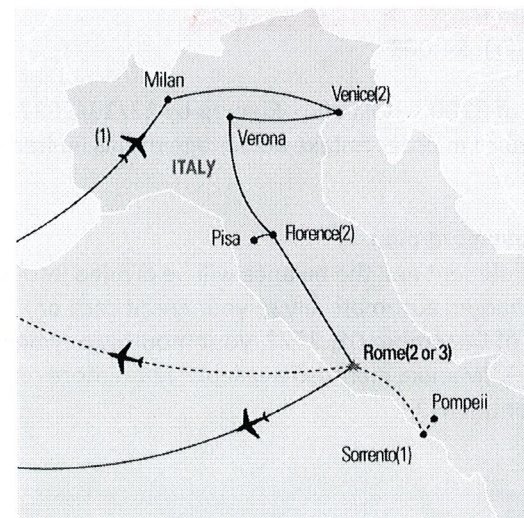 Milan
Venice(2)
(1)
Verona
ITALY
Pisa
Florence(2)
Rome(2 or 3)
Pompeii
Sorrento(1)